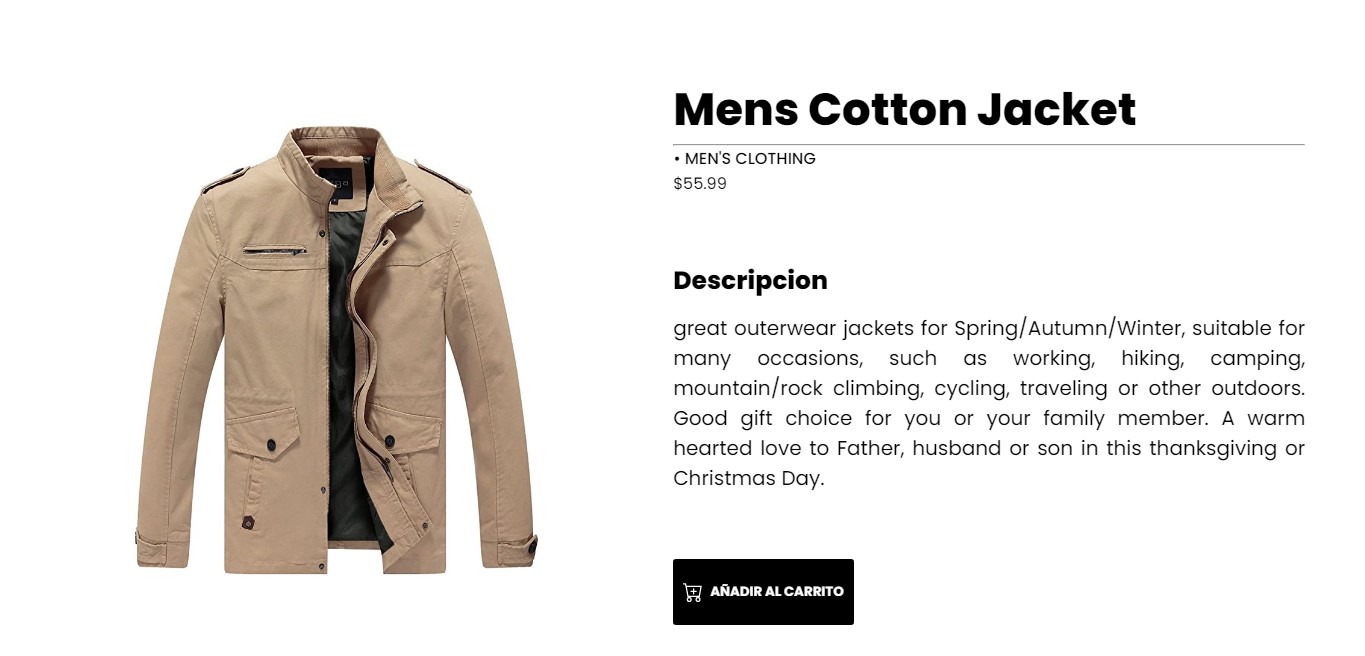 Mens Cotton Jacket
• MEN'S CLOTHING
$55.99
Descripcion
great outerwear jackets for Spring/Autumn/Winter, suitable for
many occasions, such as working, hiking, camping,
mountain/rock climbing, cycling, traveling or other outdoors.
Good gift choice for you or your family member. A warm
hearted love to Father, husband or son in this thanksgiving or
Christmas Day.
AÑADIR AL CARRITO